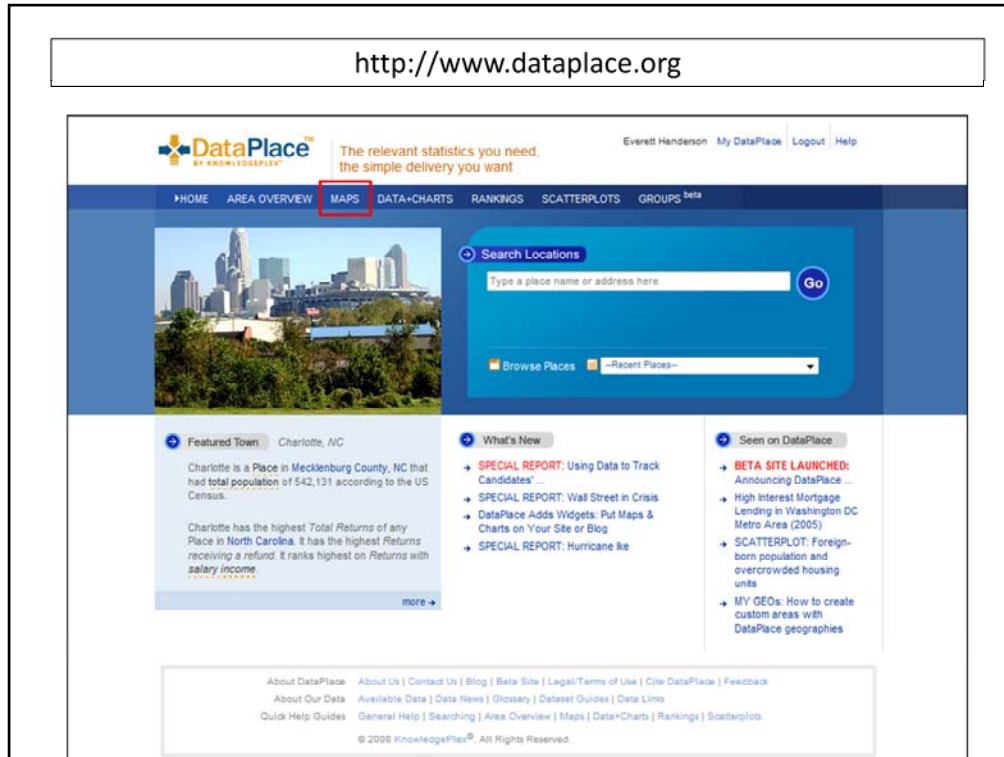 http://www.dataplace.org
DataPlace™
BY KNOWLEDGEPLEX®
The relevant statistics you need,
the simple delivery you want
Everett Henderson My DataPlace Logout Help
HOME AREA OVERVIEW MAPS DATA+CHARTS RANKINGS SCATTERPLOTS GROUPS beta
Search Locations
Type a place name or address here
Go
Browse Places --Recent Places--
Featured Town Charlotte, NC
Charlotte is a Place in Mecklenburg County, NC that
had total population of 542,131 according to the US
Census.
Charlotte has the highest Total Returns of any
Place in North Carolina. It has the highest Returns
receiving a refund. It ranks highest on Returns with
salary income.
more
What's New
SPECIAL REPORT: Using Data to Track
Candidates' ...
SPECIAL REPORT: Wall Street in Crisis
DataPlace Adds Widgets: Put Maps &
Charts on Your Site or Blog
SPECIAL REPORT: Hurricane Ike
Seen on DataPlace
BETA SITE LAUNCHED:
Announcing DataPlace ...
High Interest Mortgage
Lending in Washington DC
Metro Area (2005)
SCATTERPLOT: Foreign-
born population and
overcrowded housing
units
MY GEOs: How to create
custom areas with
DataPlace geographies
About DataPlace About Us | Contact Us | Blog | Beta Site | Legal/Terms of Use | Cite DataPlace | Feedback
About Our Data Available Data | Data News | Glossary | Dataset Guides | Data Links
Quick Help Guides General Help | Searching | Area Overview | Maps | Data+Charts | Rankings | Scatterplots
© 2008 KnowledgePlex®. All Rights Reserved.